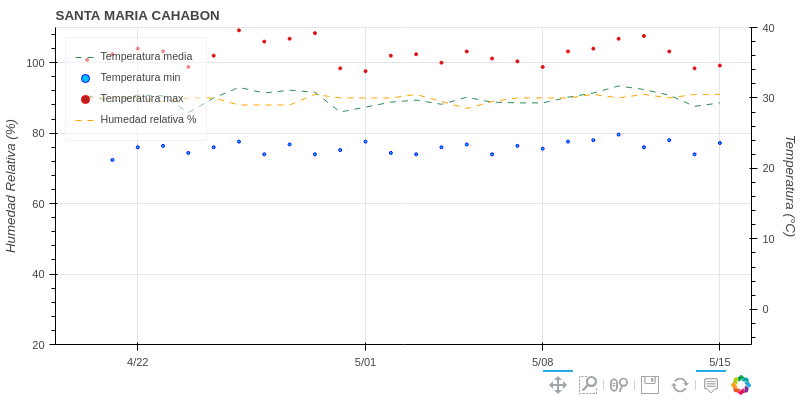 SANTA MARIA CAHABON
Temperatura media
Temperatura min
Temperatura max
Humedad relativa %
Humedad Relativa (%)
100
80
60
40
20
Temperatura (°C)
40
30
20
10
0
4/22
5/01
5/08
5/15